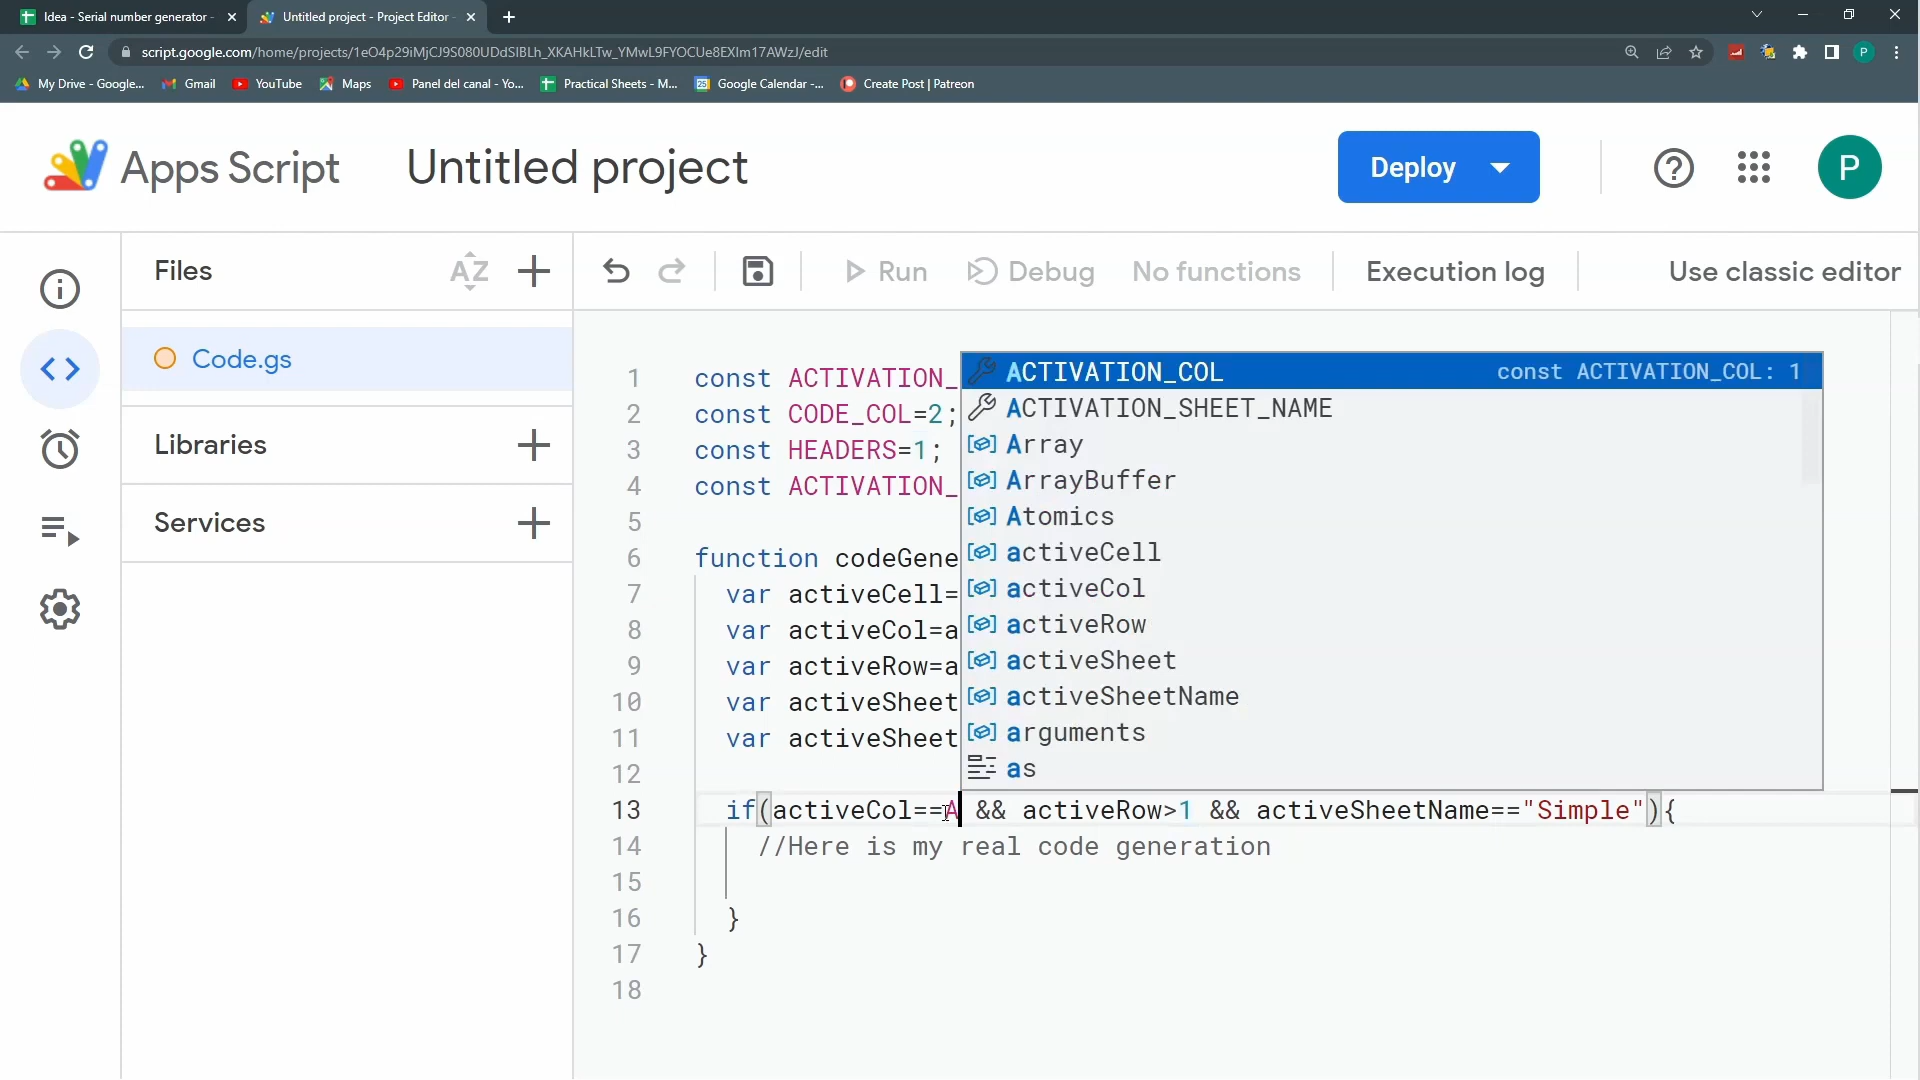 Idea - Serial number generator -
Untitled project - Project Editor -
script.google.com/home/projects/1eO4p29iMjCJ9S080UDdSlBLh_XKAHkLTw_YMwL9FYOCUe8EXIm17AWzJ/edit
P
My Drive - Google...
Gmail
YouTube
Maps
Panel del canal - Yo...
Practical Sheets - M...
Google Calendar -...
Create Post | Patreon
Apps Script
Untitled project
Deploy
P
Files
AZ
Run
Debug
No functions
Execution log
Use classic editor
Code.gs
Libraries
Services
1 const ACTIVATION_
2 const CODE_COL=2;
3 const HEADERS=1;
4 const ACTIVATION_
5
6 function codeGene
7 var activeCell=
8 var activeCol=a
9 var activeRow=a
10 var activeSheet
11 var activeSheet
12
13 if(activeCol==A && activeRow>1 && activeSheetName=="Simple"){
14 //Here is my real code generation
15
16 }
17 }
18
ACTIVATION_COL const ACTIVATION_COL: 1
ACTIVATION_SHEET_NAME
Array
ArrayBuffer
Atomics
activeCell
activeCol
activeRow
activeSheet
activeSheetName
arguments
as